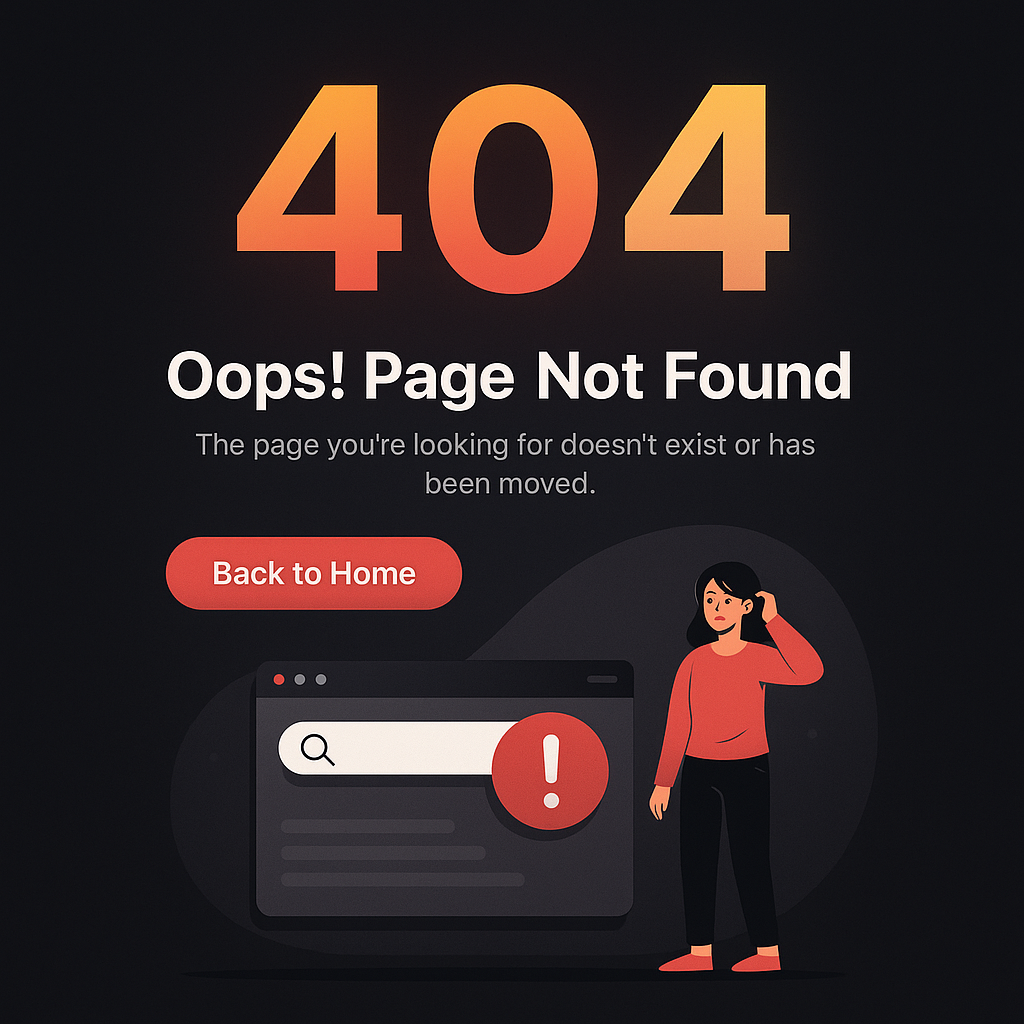 404
Oops! Page Not Found
The page you're looking for doesn't exist or has
been moved.
Back to Home
!